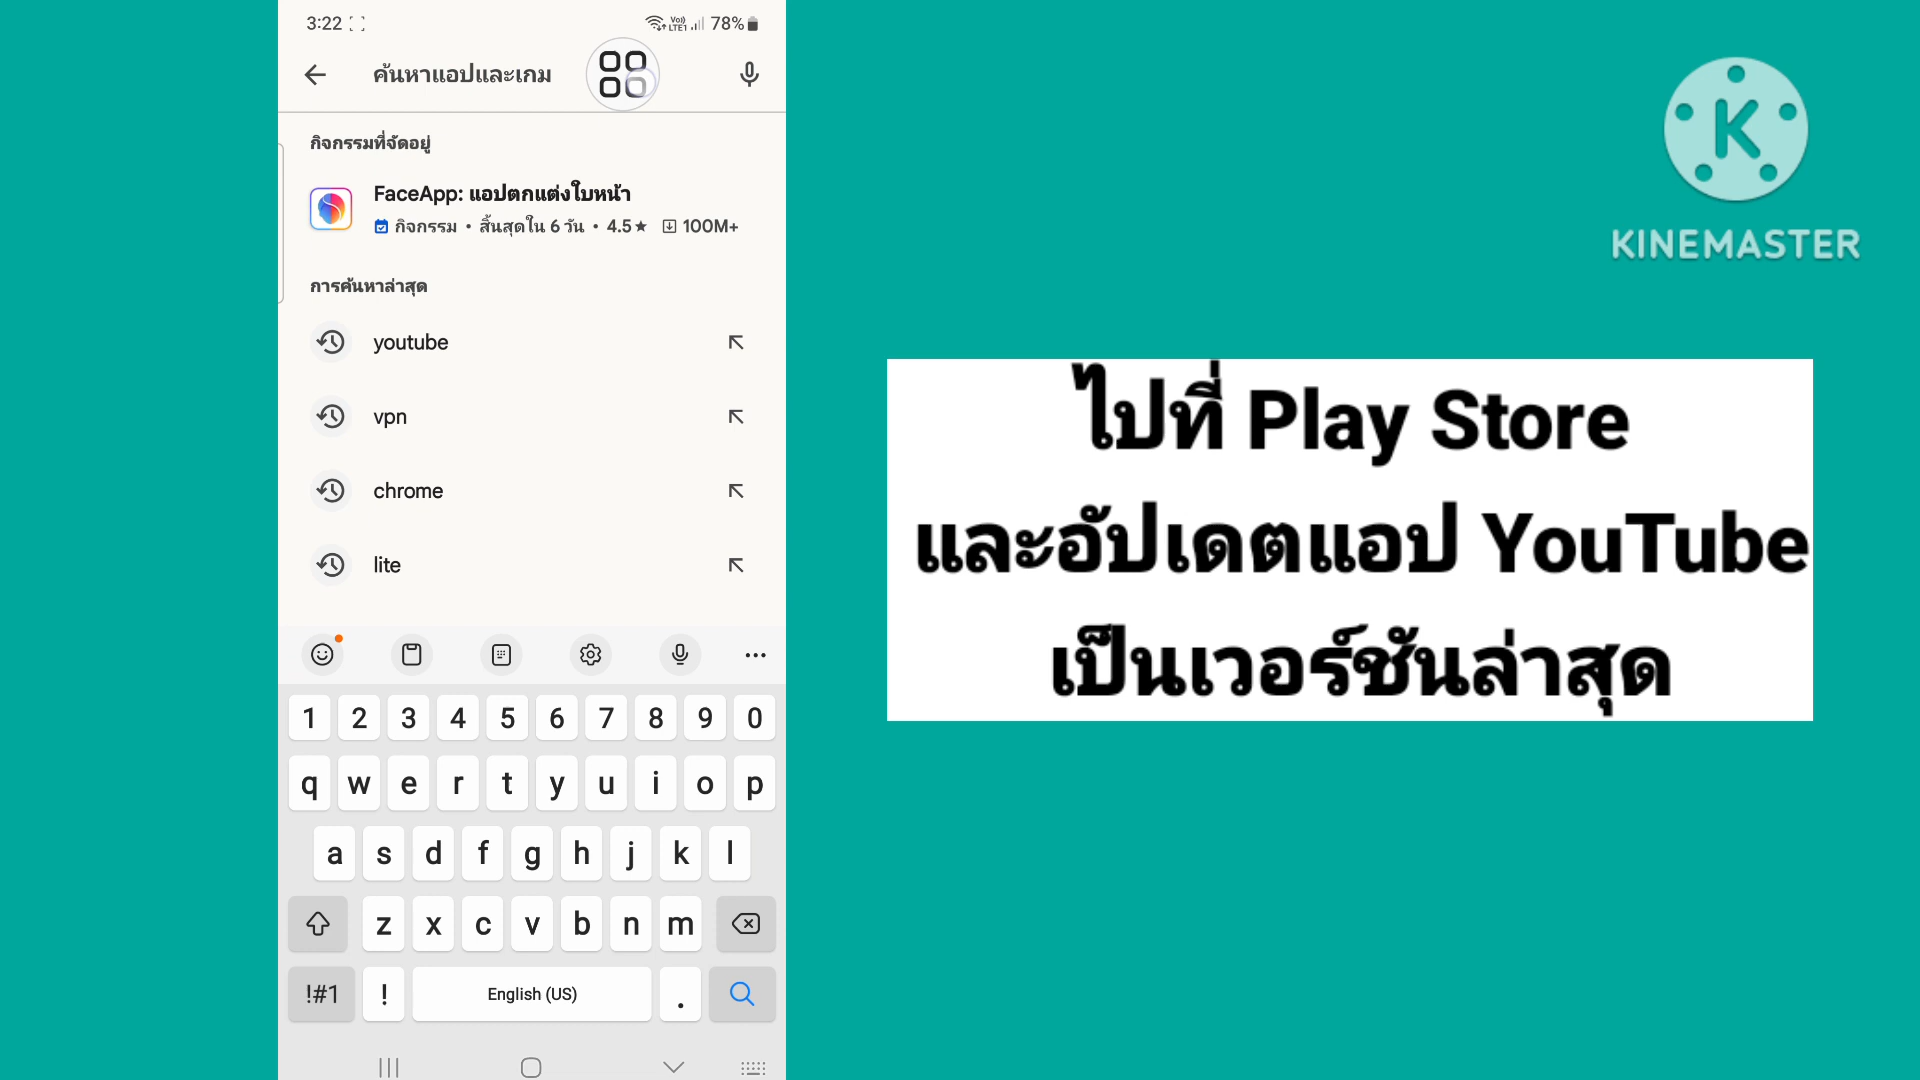 3:22
Vo)) LTE1 78%
ค้นหาแอปและเกม
กิจกรรมที่จัดอยู่
FaceApp: แอปตกแต่งใบหน้า
กิจกรรม • สิ้นสุดใน 6 วัน • 4.5★ 100M+
การค้นหาล่าสุด
youtube
vpn
chrome
lite
1 2 3 4 5 6 7 8 9 0
q w e r t y u i o p
a s d f g h j k l
z x c v b n m
!#1 ! English (US) .
K
KINEMASTER
ไปที่ Play Store
และอัปเดตแอป YouTube
เป็นเวอร์ชันล่าสุด